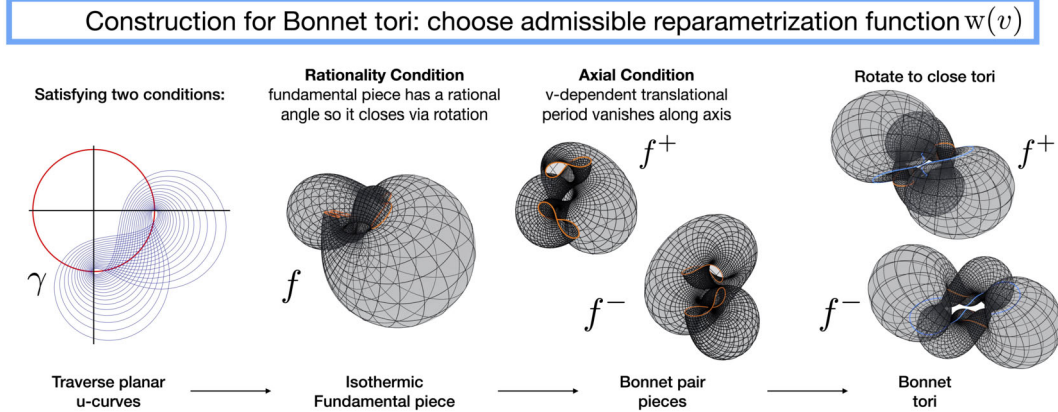 Construction for Bonnet tori: choose admissible reparametrization function w(v)
Satisfying two conditions:
Rationality Condition
fundamental piece has a rational
angle so it closes via rotation
Axial Condition
v-dependent translational
period vanishes along axis
Rotate to close tori
γ
f
f⁺
f⁻
f⁺
f⁻
Traverse planar
u-curves
Isothermic
Fundamental piece
Bonnet pair
pieces
Bonnet
tori